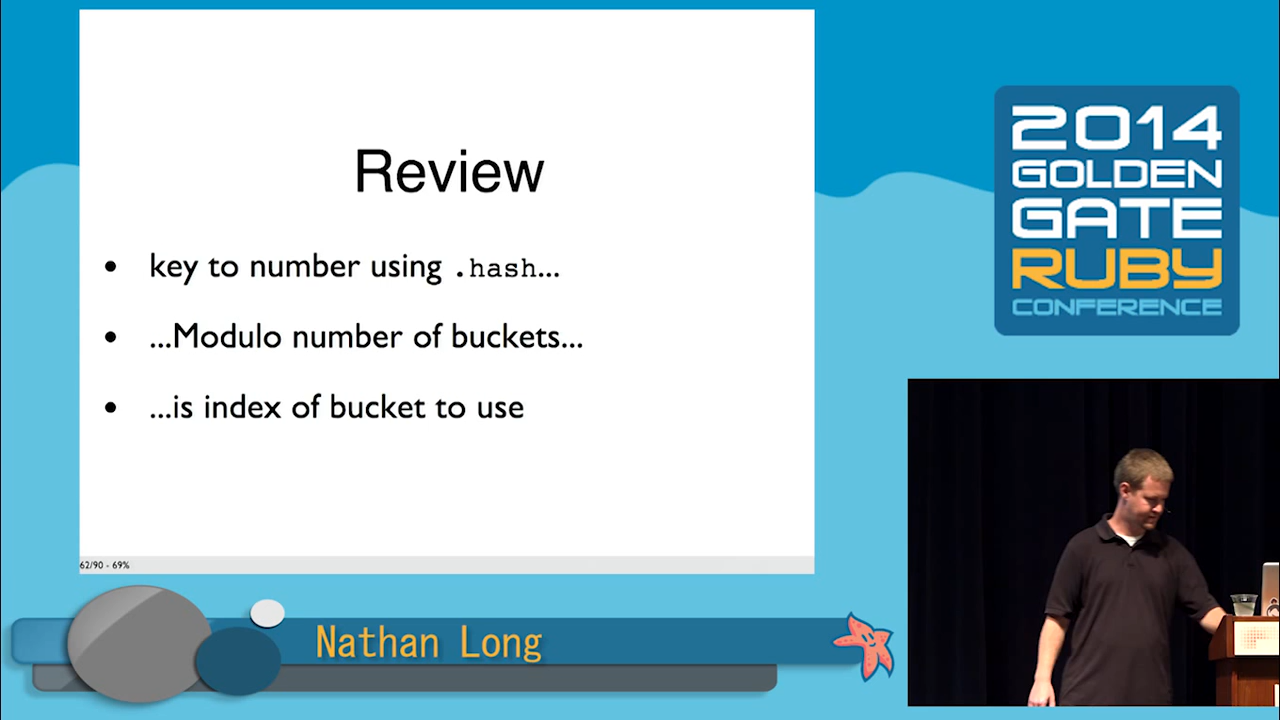 Review
• key to number using .hash...
• ...Modulo number of buckets...
• ...is index of bucket to use
62/90 - 69%
2014
GOLDEN
GATE
RUBY
CONFERENCE
Nathan Long